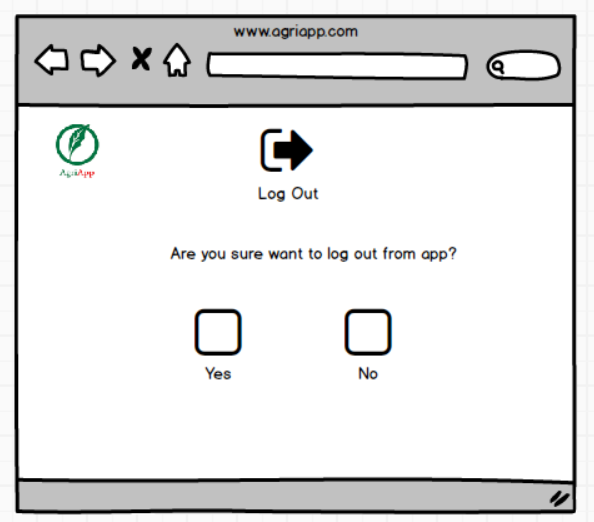 www.agriapp.com
AgriApp
Log Out
Are you sure want to log out from app?
Yes
No